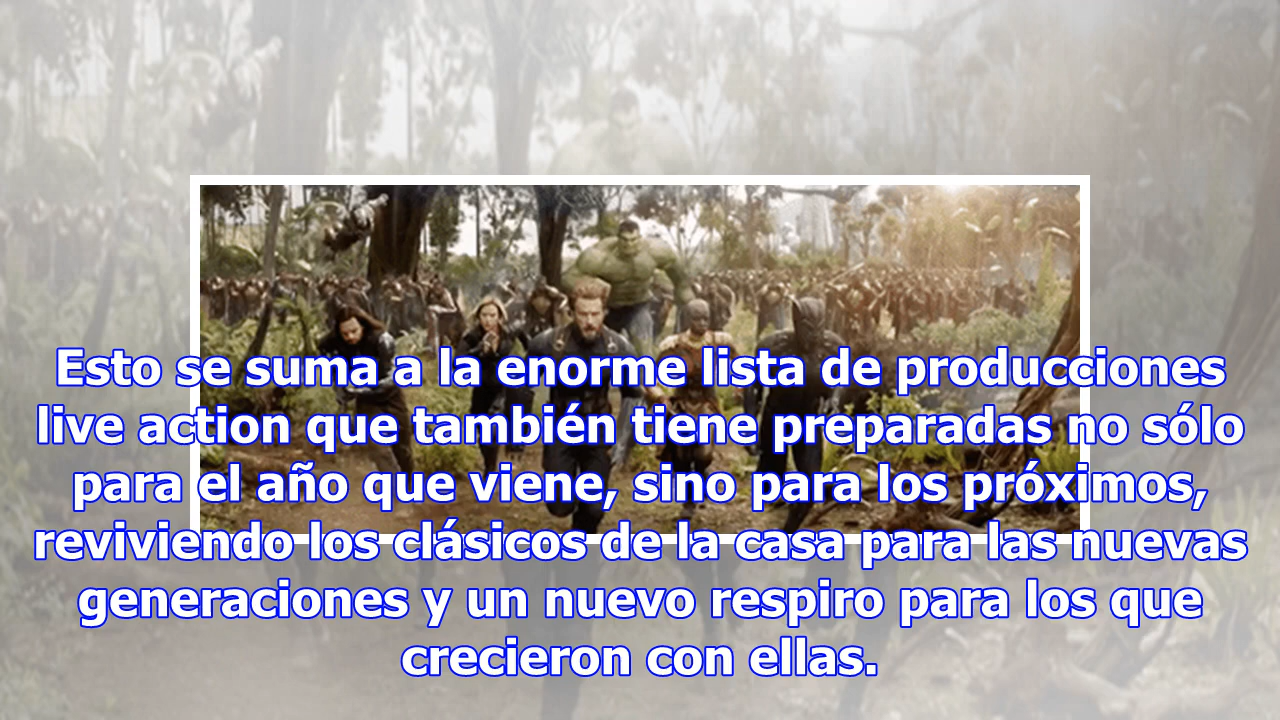 Esto se suma a la enorme lista de producciones
live action que también tiene preparadas no sólo
para el año que viene, sino para los próximos,
reviviendo los clásicos de la casa para las nuevas
generaciones y un nuevo respiro para los que
crecieron con ellas.